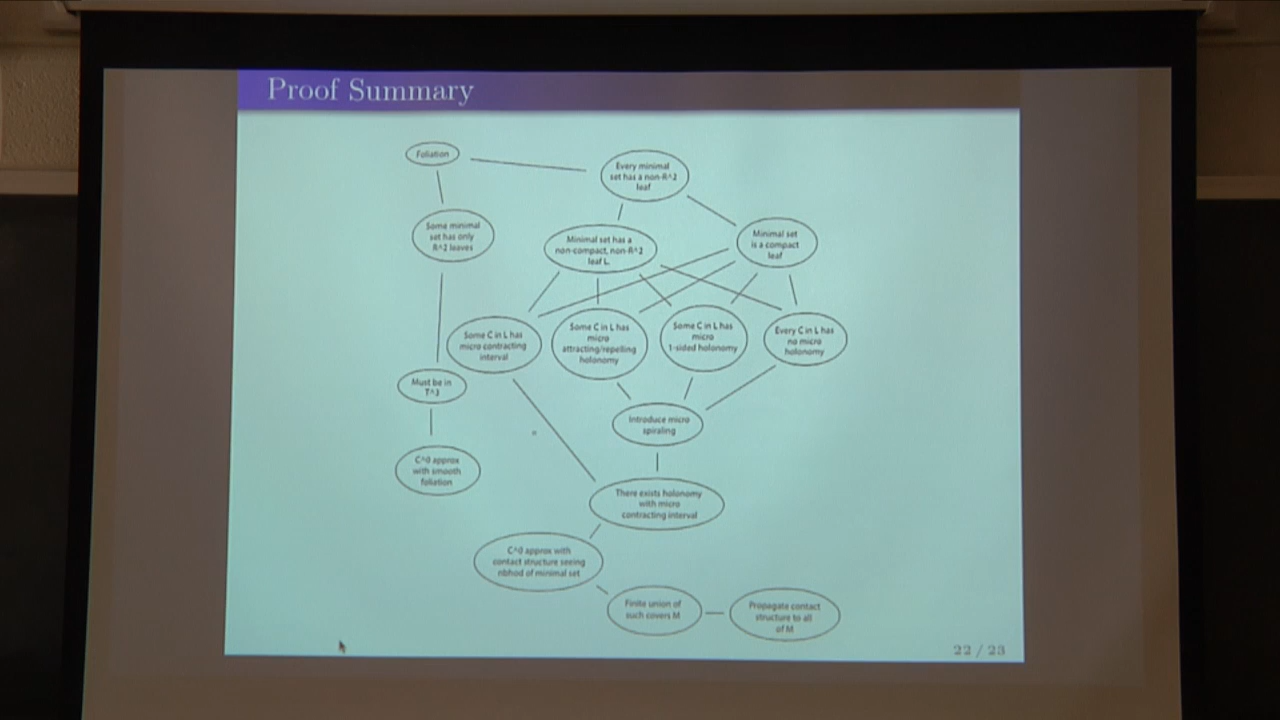 Proof Summary
Foliation
Every minimal
set has a non-R^2
leaf
Some minimal
set has only
R^2 leaves
Minimal set has a
non-compact, non-R^2
leaf L
Minimal set
is a compact
leaf
Some C in L has
micro contracting
interval
Some C in L has
micro
attracting/repelling
holonomy
Some C in L has
micro
1-sided holonomy
Every C in L has
no micro
holonomy
Must be in
T^3
Introduce micro
spiraling
C^0 approx
with smooth
foliation
There exists holonomy
with micro
contracting interval
C^0 approx with
contact structure seeing
nbhod of minimal set
Finite union of
such covers M
Propogate contact
structure to all
of M
22 / 23